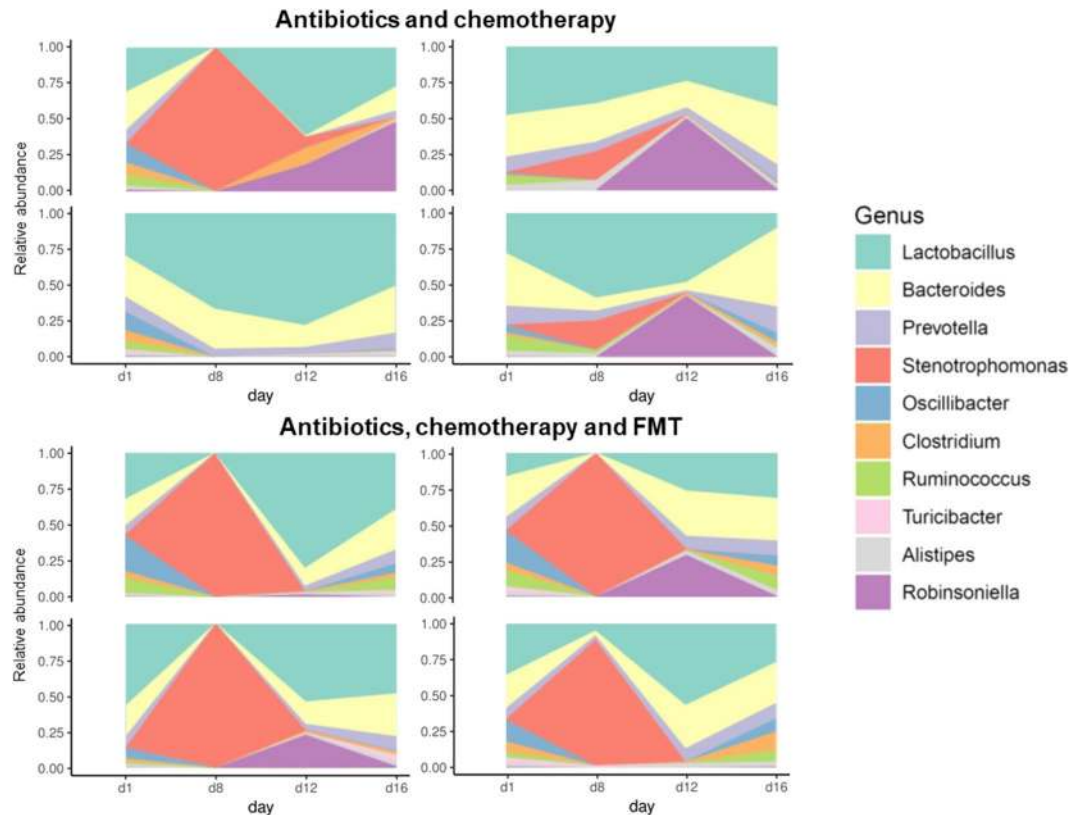 Antibiotics and chemotherapy
1.00
0.75
0.50
0.25
0.00
1.00
0.75
0.50
0.25
0.00
Relative abundance
1.00
0.75
0.50
0.25
0.00
1.00
0.75
0.50
0.25
0.00
d1 d8 d12 d16
day
d1 d8 d12 d16
day
Antibiotics, chemotherapy and FMT
1.00
0.75
0.50
0.25
0.00
1.00
0.75
0.50
0.25
0.00
Relative abundance
1.00
0.75
0.50
0.25
0.00
1.00
0.75
0.50
0.25
0.00
d1 d8 d12 d16
day
d1 d8 d12 d16
day
Genus
Lactobacillus
Bacteroides
Prevotella
Stenotrophomonas
Oscillibacter
Clostridium
Ruminococcus
Turicibacter
Alistipes
Robinsoniella